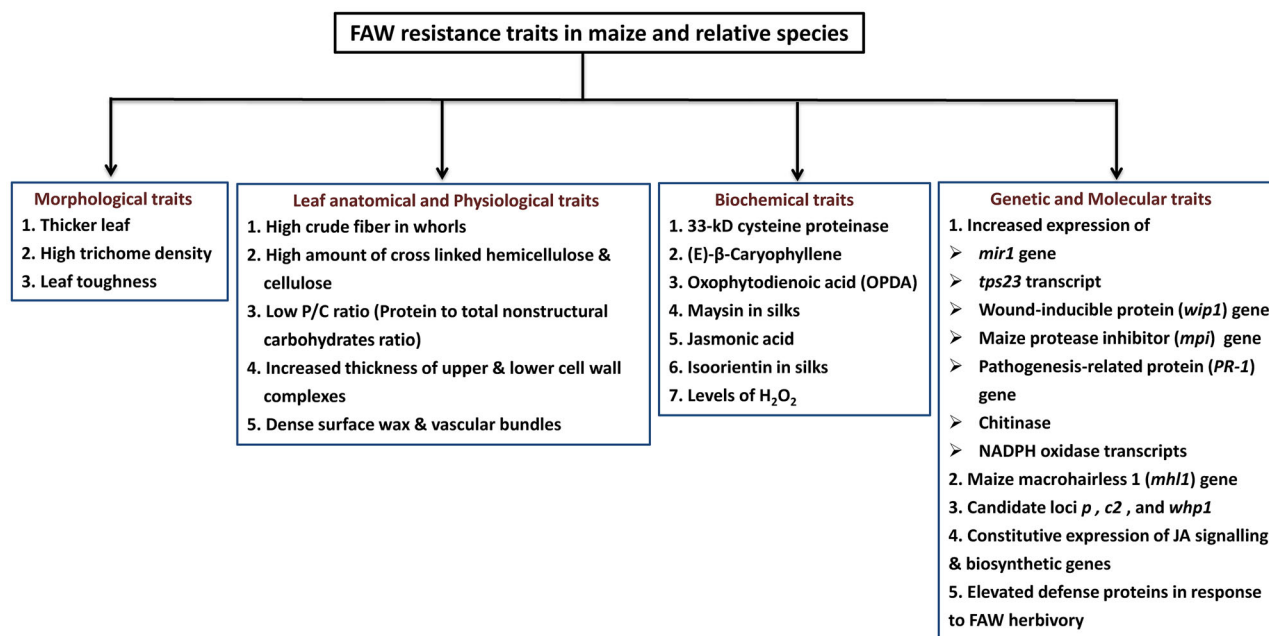 FAW resistance traits in maize and relative species
Morphological traits
1. Thicker leaf
2. High trichome density
3. Leaf toughness
Leaf anatomical and Physiological traits
1. High crude fiber in whorls
2. High amount of cross linked hemicellulose &
cellulose
3. Low P/C ratio (Protein to total nonstructural
carbohydrates ratio)
4. Increased thickness of upper & lower cell wall
complexes
5. Dense surface wax & vascular bundles
Biochemical traits
1. 33-kD cysteine proteinase
2. (E)-β-Caryophyllene
3. Oxophytodienoic acid (OPDA)
4. Maysin in silks
5. Jasmonic acid
6. Isoorientin in silks
7. Levels of H₂O₂
Genetic and Molecular traits
1. Increased expression of
➢ mir1 gene
➢ tps23 transcript
➢ Wound-inducible protein (wip1) gene
➢ Maize protease inhibitor (mpi) gene
➢ Pathogenesis-related protein (PR-1)
gene
➢ Chitinase
➢ NADPH oxidase transcripts
2. Maize macrohairless 1 (mhl1) gene
3. Candidate loci p , c2 , and whp1
4. Constitutive expression of JA signalling
& biosynthetic genes
5. Elevated defense proteins in response
to FAW herbivory